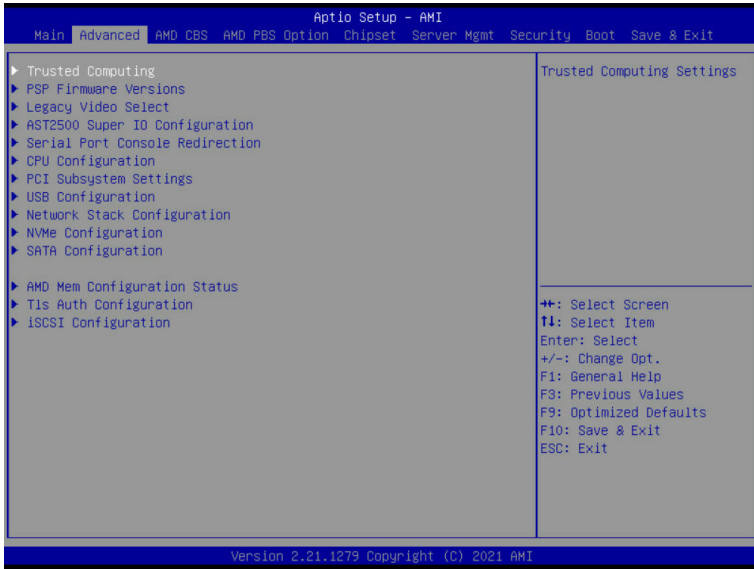 Aptio Setup - AMI
Main Advanced AMD CBS AMD PBS Option Chipset Server Mgmt Security Boot Save & Exit
▶ Trusted Computing
▶ PSP Firmware Versions
▶ Legacy Video Select
▶ AST2500 Super IO Configuration
▶ Serial Port Console Redirection
▶ CPU Configuration
▶ PCI Subsystem Settings
▶ USB Configuration
▶ Network Stack Configuration
▶ NVMe Configuration
▶ SATA Configuration
▶ AMD Mem Configuration Status
▶ Tls Auth Configuration
▶ iSCSI Configuration
Trusted Computing Settings
→←: Select Screen
↑↓: Select Item
Enter: Select
+/-: Change Opt.
F1: General Help
F3: Previous Values
F9: Optimized Defaults
F10: Save & Exit
ESC: Exit
Version 2.21.1279 Copyright (C) 2021 AMI